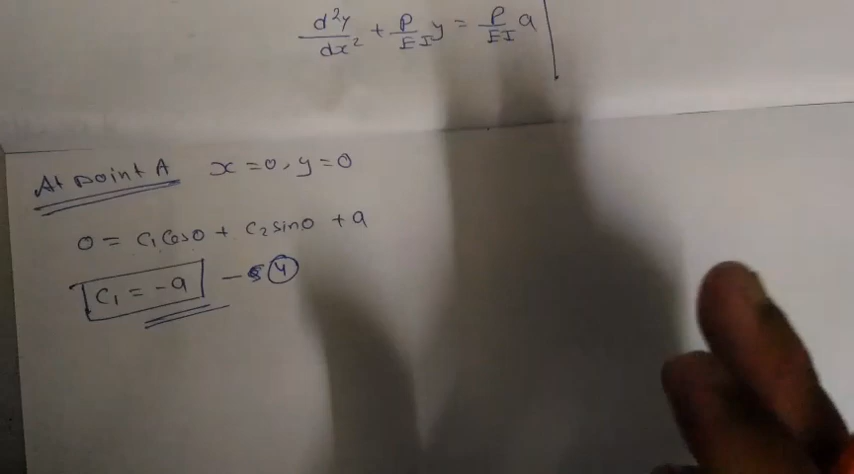 d²y/dx² + P/EI y = P/EI a
At point A x = 0, y = 0
0 = C₁ Cos0 + C₂ sin0 + a
C₁ = -a — ④